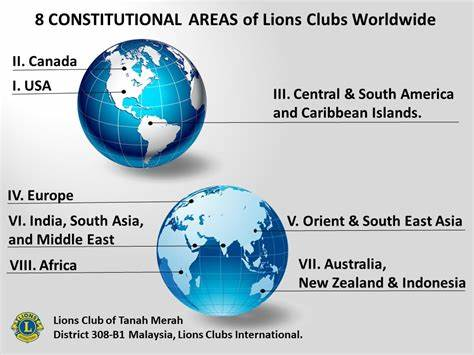 8 CONSTITUTIONAL AREAS of Lions Clubs Worldwide
II. Canada
I. USA
III. Central & South America
and Caribbean Islands.
IV. Europe
VI. India, South Asia,
and Middle East
V. Orient & South East Asia
VIII. Africa
VII. Australia,
New Zealand & Indonesia
LIONS
L
Lions Club of Tanah Merah
District 308-B1 Malaysia, Lions Clubs International.